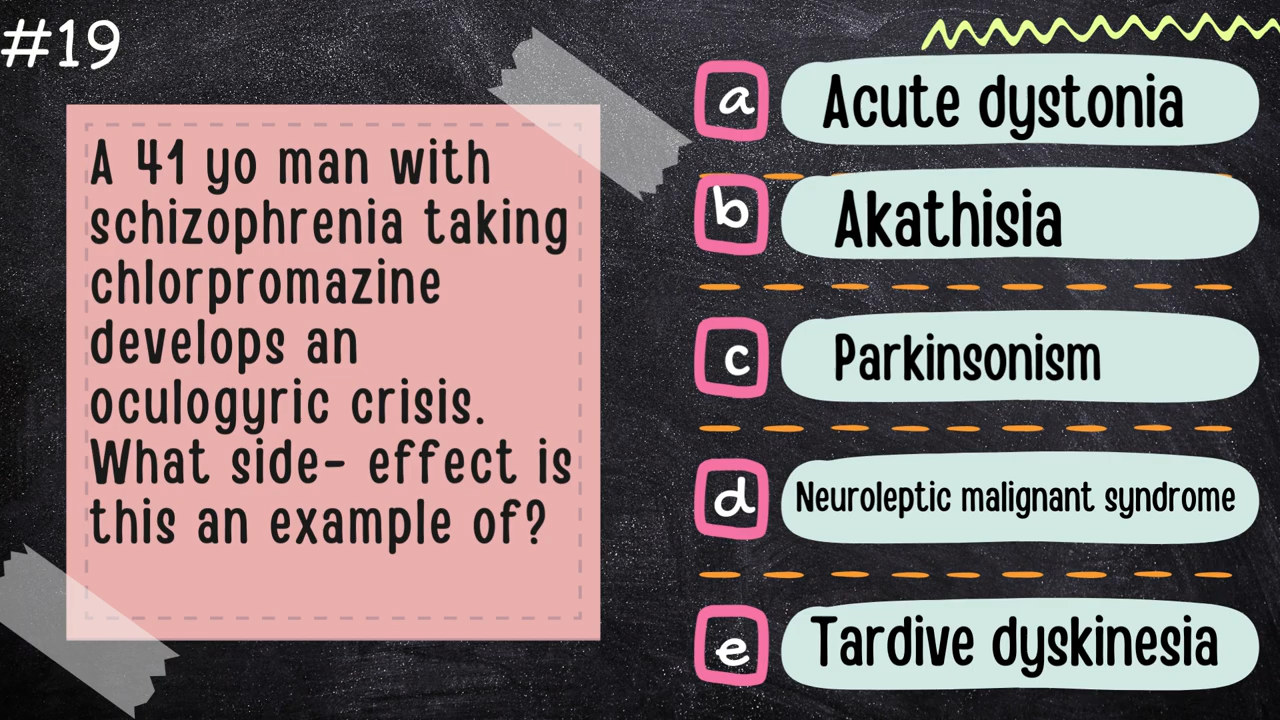 #19
A 41 yo man with
schizophrenia taking
chlorpromazine
develops an
oculogyric crisis.
What side- effect is
this an example of?
a Acute dystonia
b Akathisia
c Parkinsonism
d Neuroleptic malignant syndrome
e Tardive dyskinesia